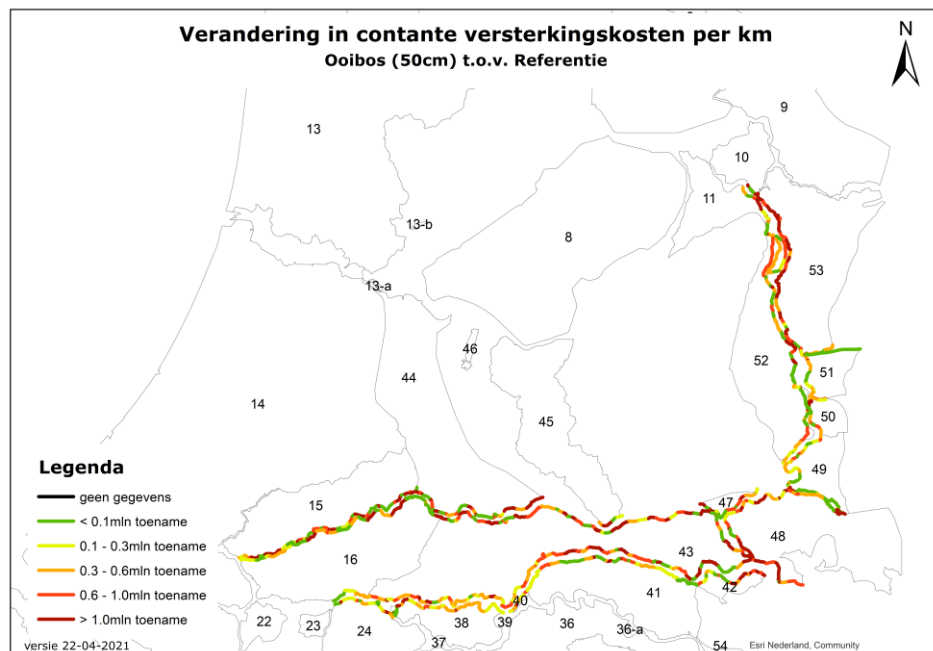 Verandering in contante versterkingskosten per km
Ooibos (50cm) t.o.v. Referentie
N
9
13
10
11
13-b
8
53
13-a
46
52
51
44
14
45
50
49
Legenda
geen gegevens
< 0.1mln toename
0.1 - 0.3mln toename
0.3 - 0.6mln toename
0.6 - 1.0mln toename
> 1.0mln toename
15
47
48
16
43
42
41
40
22
23
24
38
39
36
36-a
37
54
versie 22-04-2021
Esri Nederland, Community